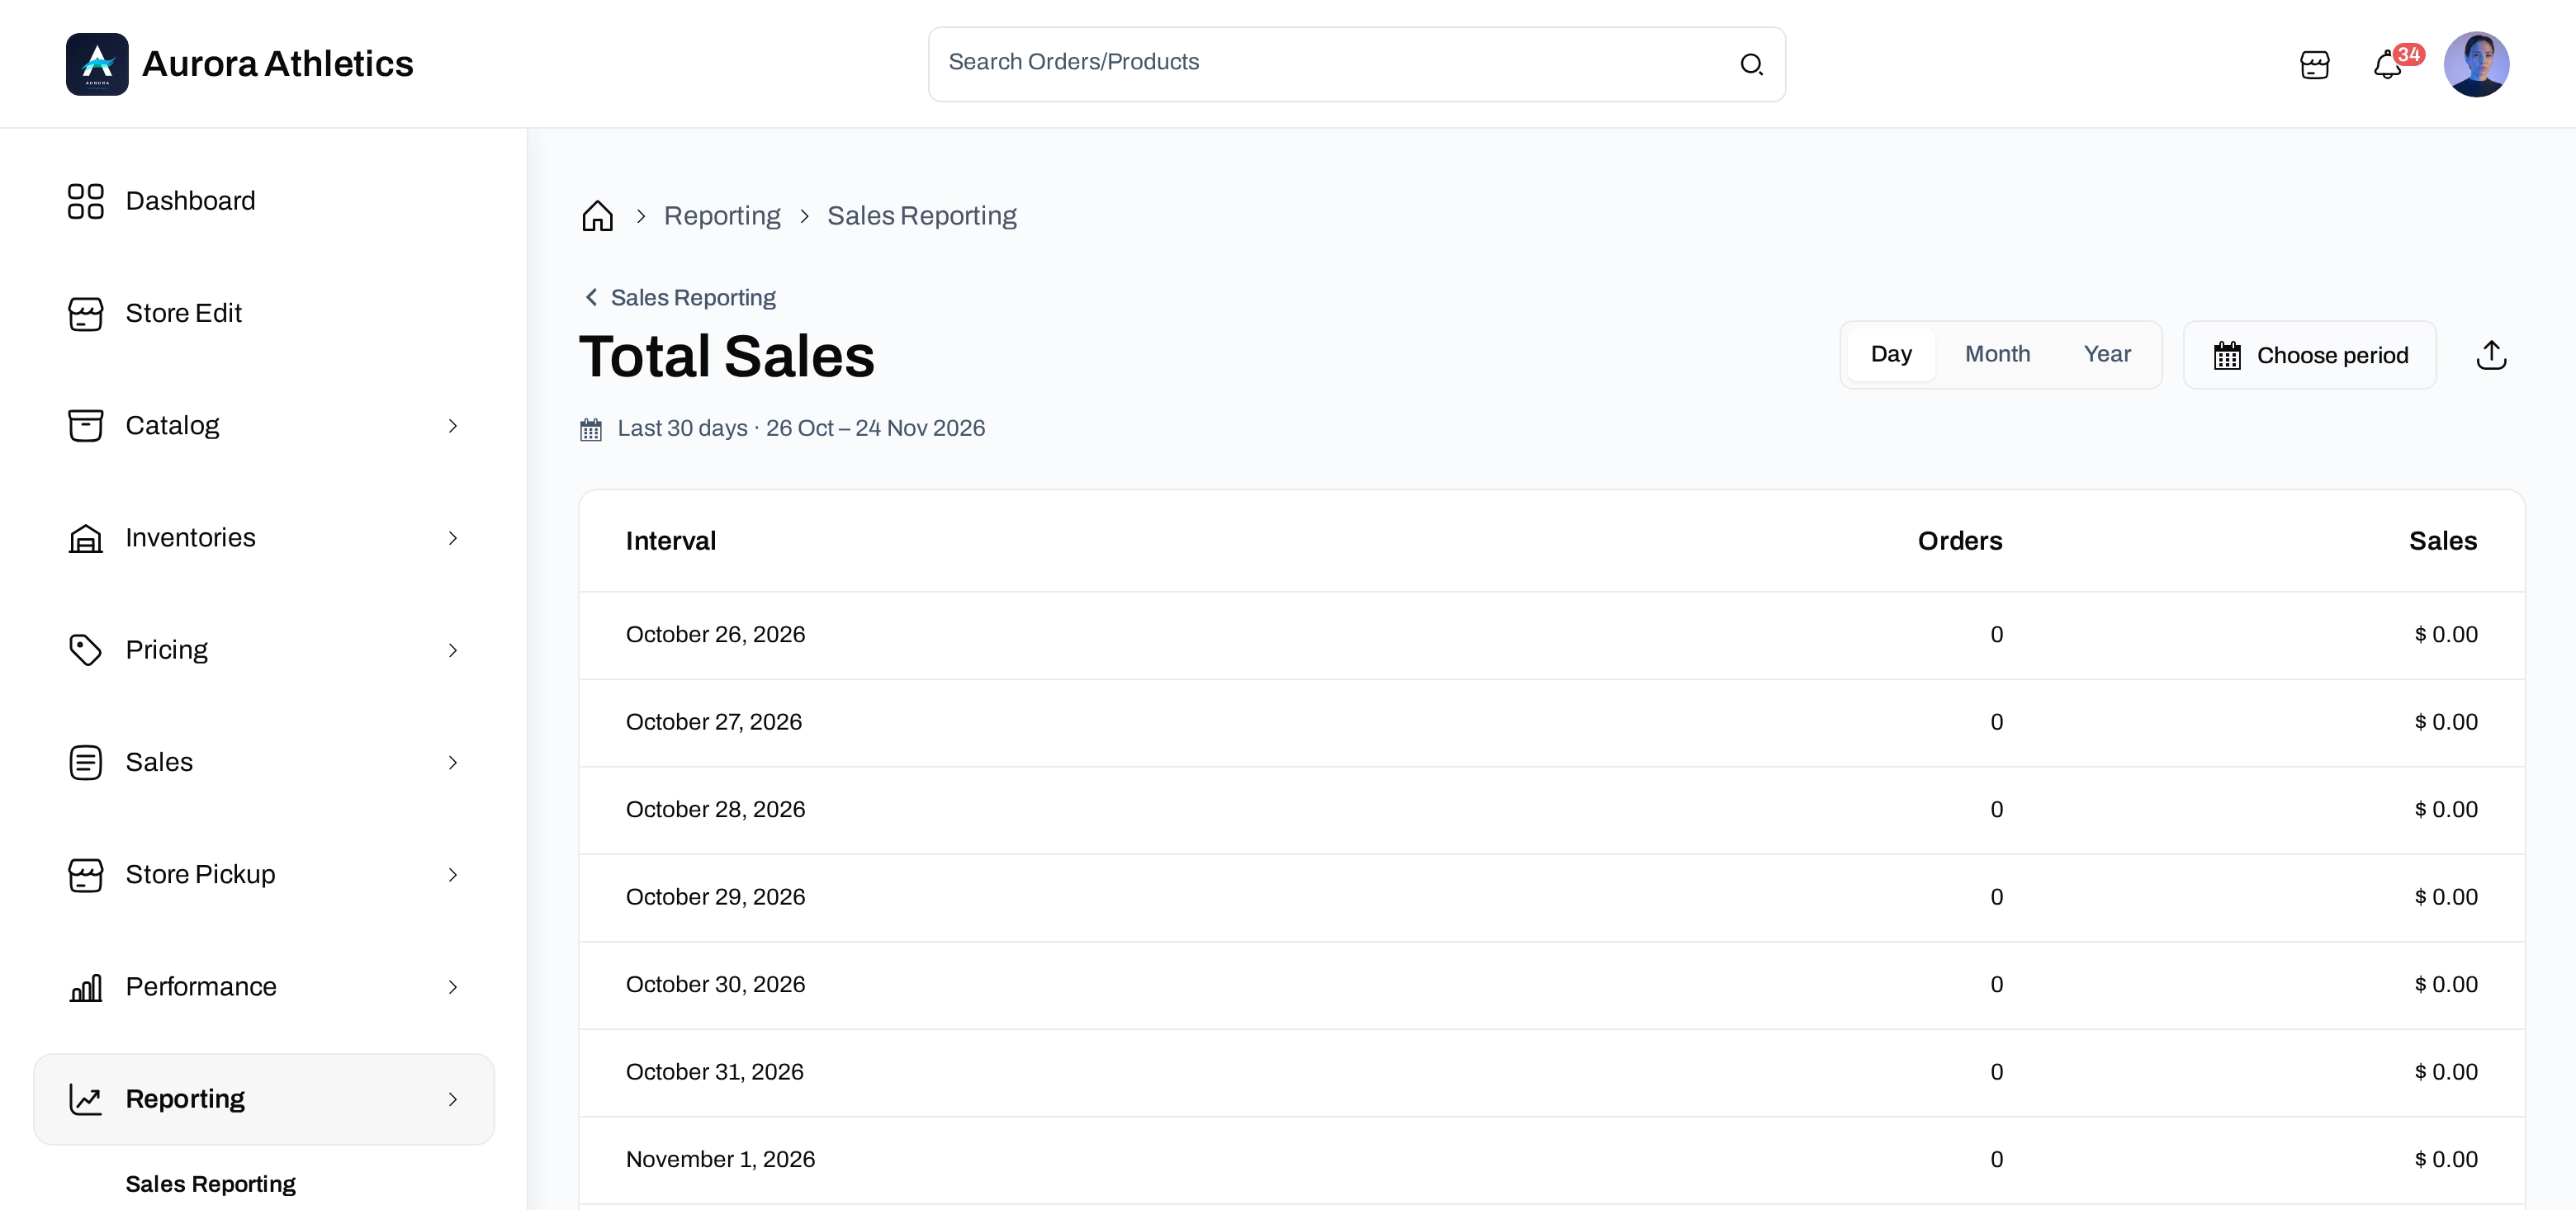 AURORA
Aurora Athletics
Search Orders/Products
34
Dashboard
Store Edit
Catalog
Inventories
Pricing
Sales
Store Pickup
Performance
Reporting
Sales Reporting
Reporting
Sales Reporting
Sales Reporting
Total Sales
Day
Month
Year
Choose period
Last 30 days · 26 Oct – 24 Nov 2026
Interval Orders Sales
October 26, 2026 0 $ 0.00
October 27, 2026 0 $ 0.00
October 28, 2026 0 $ 0.00
October 29, 2026 0 $ 0.00
October 30, 2026 0 $ 0.00
October 31, 2026 0 $ 0.00
November 1, 2026 0 $ 0.00